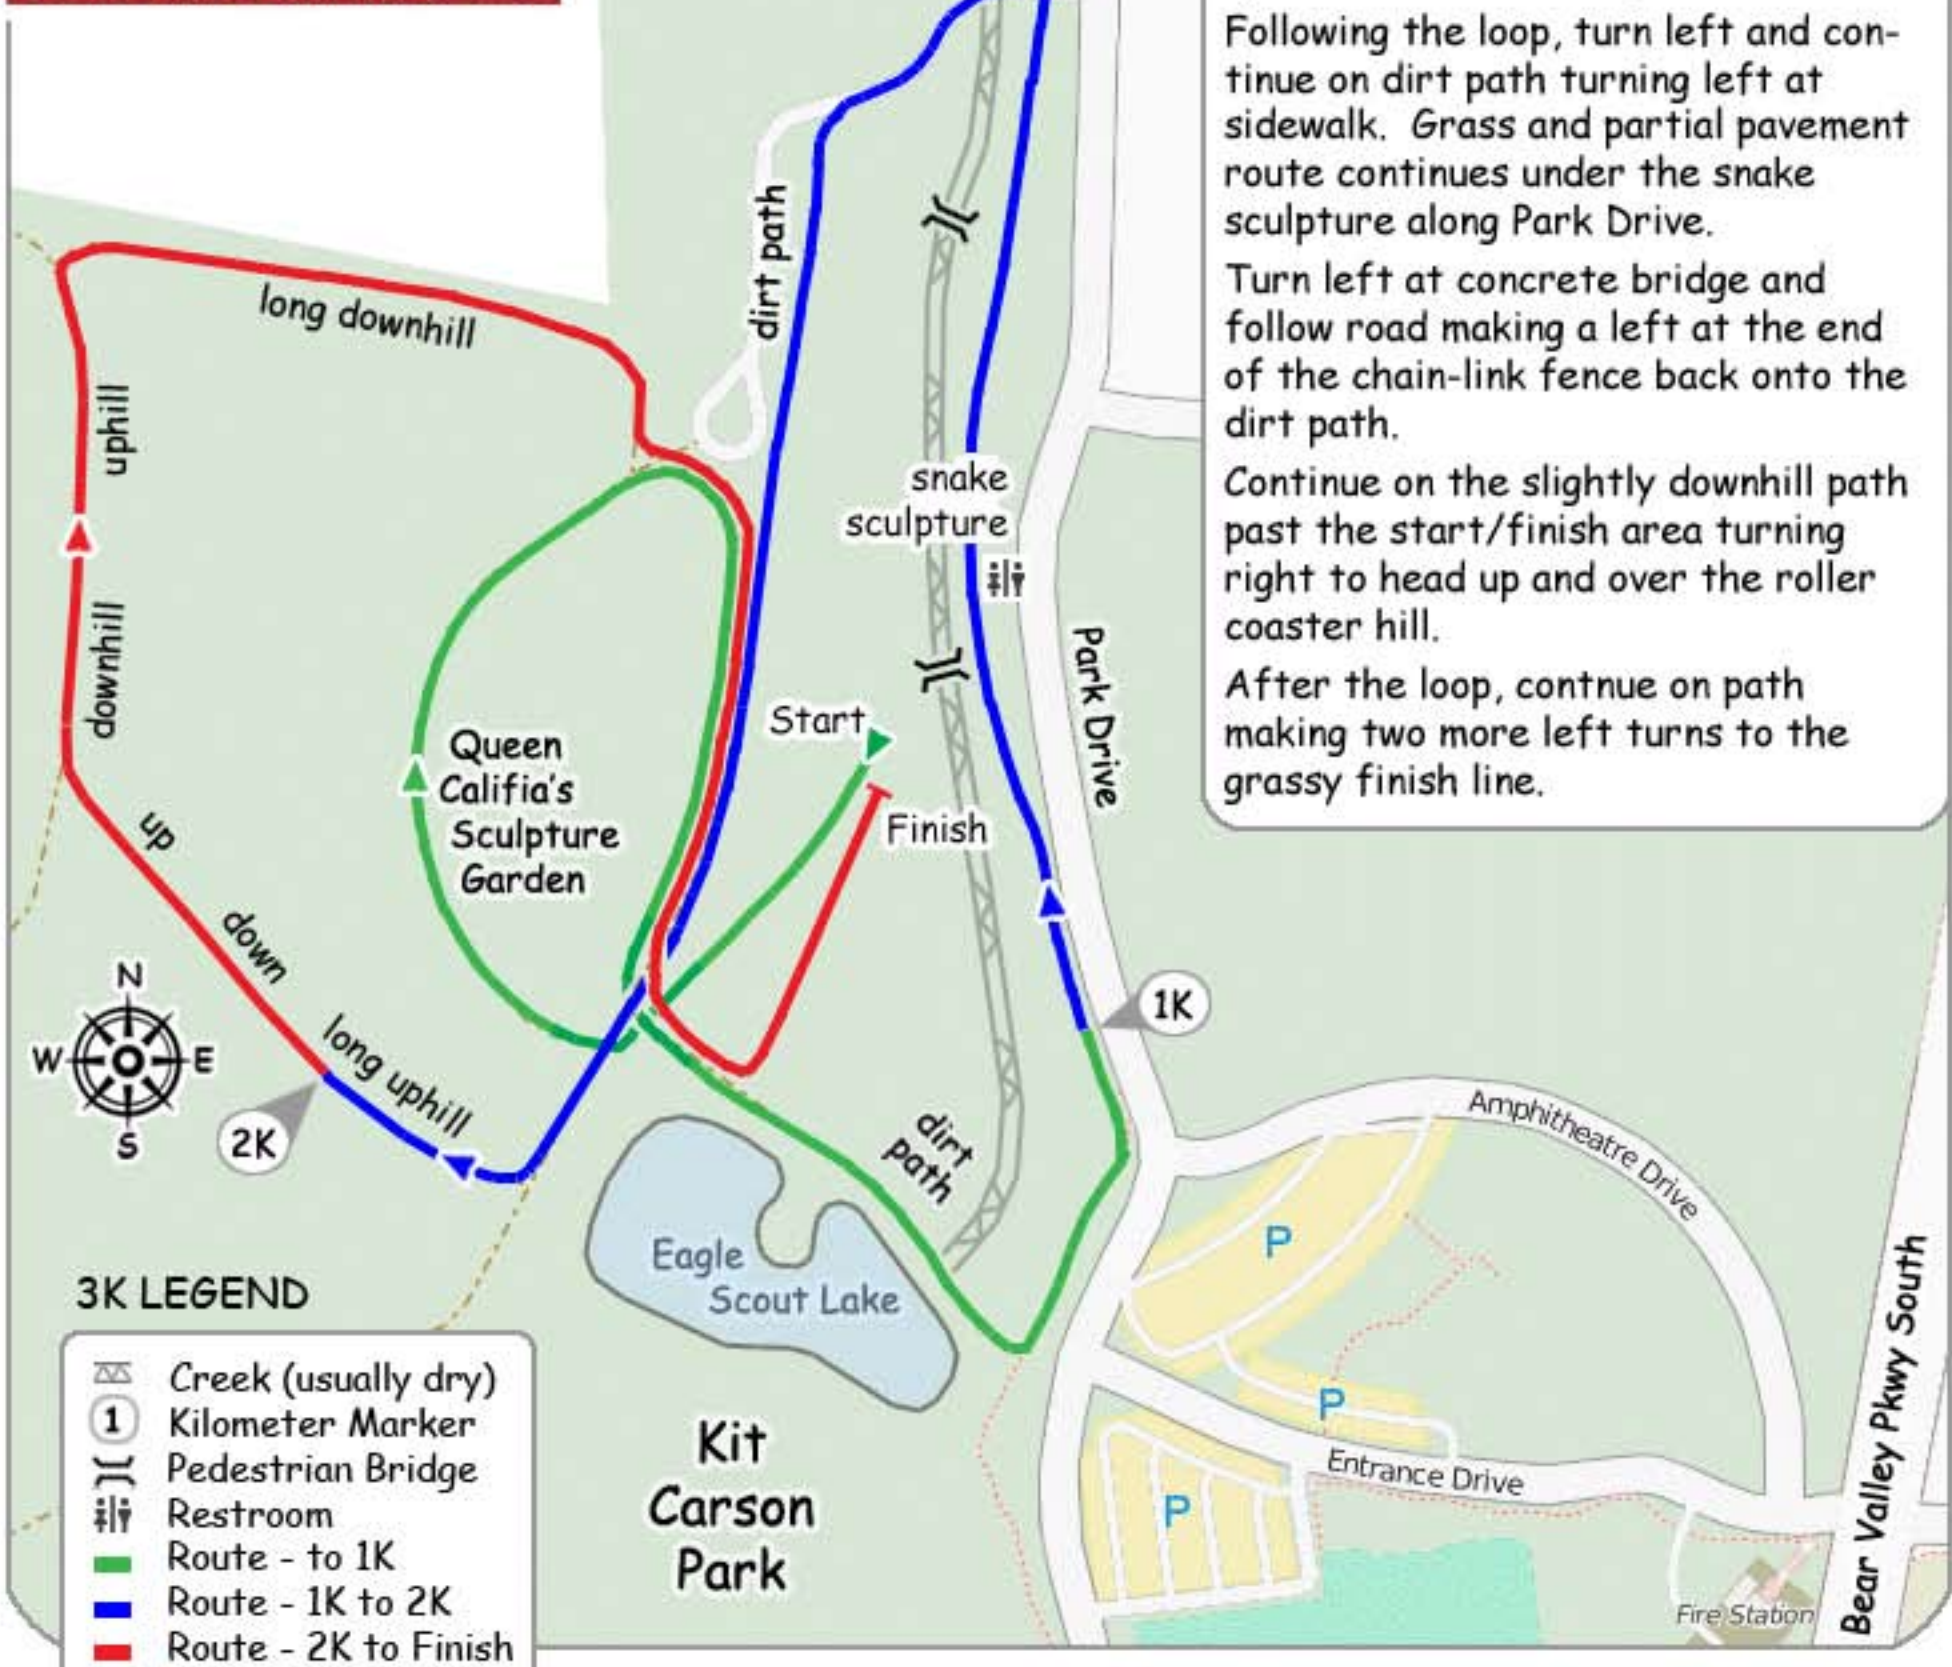 Following the loop, turn left and con-
tinue on dirt path turning left at
sidewalk. Grass and partial pavement
route continues under the snake
sculpture along Park Drive.
Turn left at concrete bridge and
follow road making a left at the end
of the chain-link fence back onto the
dirt path.
Continue on the slightly downhill path
past the start/finish area turning
right to head up and over the roller
coaster hill.
After the loop, contnue on path
making two more left turns to the
grassy finish line.
dirt path
long downhill
uphill
snake
sculpture
downhill
Park Drive
Start
Queen
Califia's
Sculpture
Garden
Finish
up
down
N
W
E
S
1K
long uphill
2K
dirt
path
Amphitheatre Drive
P
Eagle
Scout Lake
Bear Valley Pkwy South
P
Entrance Drive
P
Kit
Carson
Park
Fire Station
3K LEGEND
Creek (usually dry)
1 Kilometer Marker
Pedestrian Bridge
Restroom
Route - to 1K
Route - 1K to 2K
Route - 2K to Finish